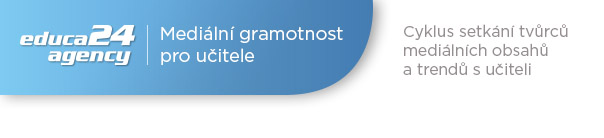 educa24
agency
Mediální gramotnost
pro učitele
Cyklus setkání tvůrců
mediálních obsahů
a trendů s učiteli